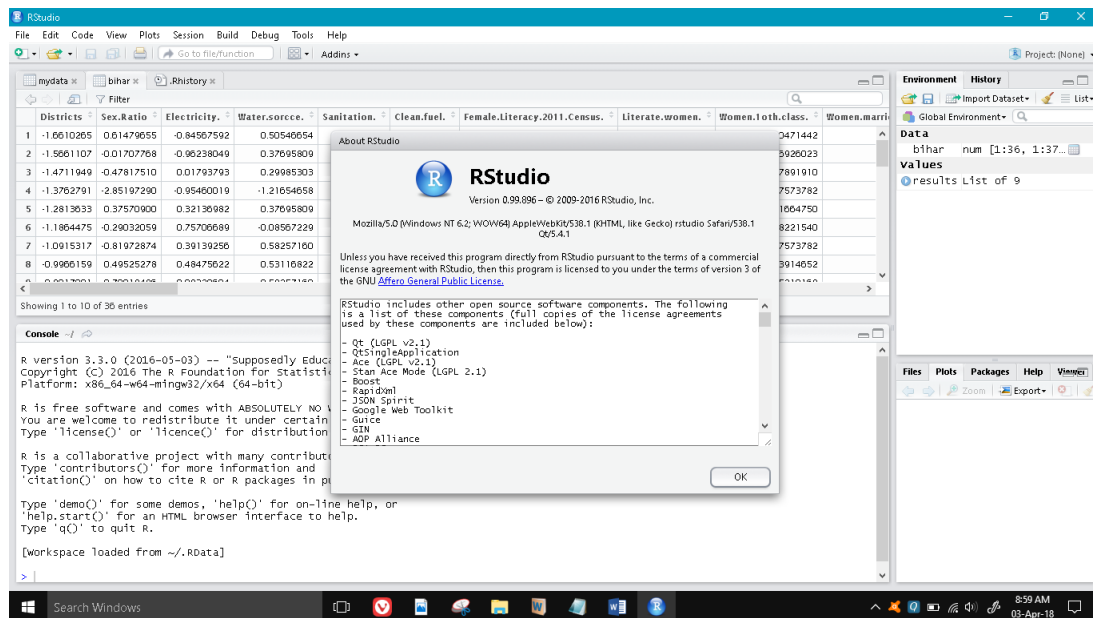 RStudio
File Edit Code View Plots Session Build Debug Tools Help
Go to file/function Addins Project: (None)
mydata × bihar × .Rhistory ×
Filter
Districts Sex.Ratio Electricity. Water.sorcce. Sanitation. Clean.fuel. Female.Literacy.2011.Census. Literate.women. Women.10th.class. Women.marri
1 -1.6610265 0.61479655 -0.84567592 0.50546654 0471442
2 -1.5661107 -0.01707768 -0.96238049 0.37695809 5926023
3 -1.4711949 -0.47817510 0.01793793 0.29985303 7891910
4 -1.3762791 -2.85197290 -0.95460019 -1.21654658 7573782
5 -1.2813633 0.37570900 0.32136982 0.37695809 1664750
6 -1.1864475 -0.29032059 0.75706689 -0.08567229 8221540
7 -1.0915317 -0.81972874 0.39139256 0.58257160 7573782
8 -0.9966159 0.49525278 0.48475622 0.53116822 3914652
Showing 1 to 10 of 36 entries
About RStudio
R
RStudio
Version 0.99.896 – © 2009-2016 RStudio, Inc.
Mozilla/5.0 (Windows NT 6.2; WOW64) AppleWebKit/538.1 (KHTML, like Gecko) rstudio Safari/538.1
Qt/5.4.1
Unless you have received this program directly from RStudio pursuant to the terms of a commercial
license agreement with RStudio, then this program is licensed to you under the terms of version 3 of
the GNU Affero General Public License.
RStudio includes other open source software components. The following
is a list of these components (full copies of the license agreements
used by these components are included below):
- Qt (LGPL v2.1)
- QtSingleApplication
- Ace (LGPL v2.1)
- Stan Ace Mode (LGPL 2.1)
- Boost
- RapidXml
- JSON Spirit
- Google Web Toolkit
- Guice
- GIN
- AOP Alliance
OK
Console ~/
R version 3.3.0 (2016-05-03) -- "Supposedly Educa
Copyright (C) 2016 The R Foundation for Statisti
Platform: x86_64-w64-mingw32/x64 (64-bit)
R is free software and comes with ABSOLUTELY NO
You are welcome to redistribute it under certain
Type 'license()' or 'licence()' for distribution
R is a collaborative project with many contribut
Type 'contributors()' for more information and
'citation()' on how to cite R or R packages in pu
Type 'demo()' for some demos, 'help()' for on-line help, or
'help.start()' for an HTML browser interface to help.
Type 'q()' to quit R.
[Workspace loaded from ~/.RData]
>
Environment History
Import Dataset List
Global Environment
Data
bihar num [1:36, 1:37...
Values
results List of 9
Files Plots Packages Help Viewer
Zoom Export
Search Windows
8:59 AM
03-Apr-18